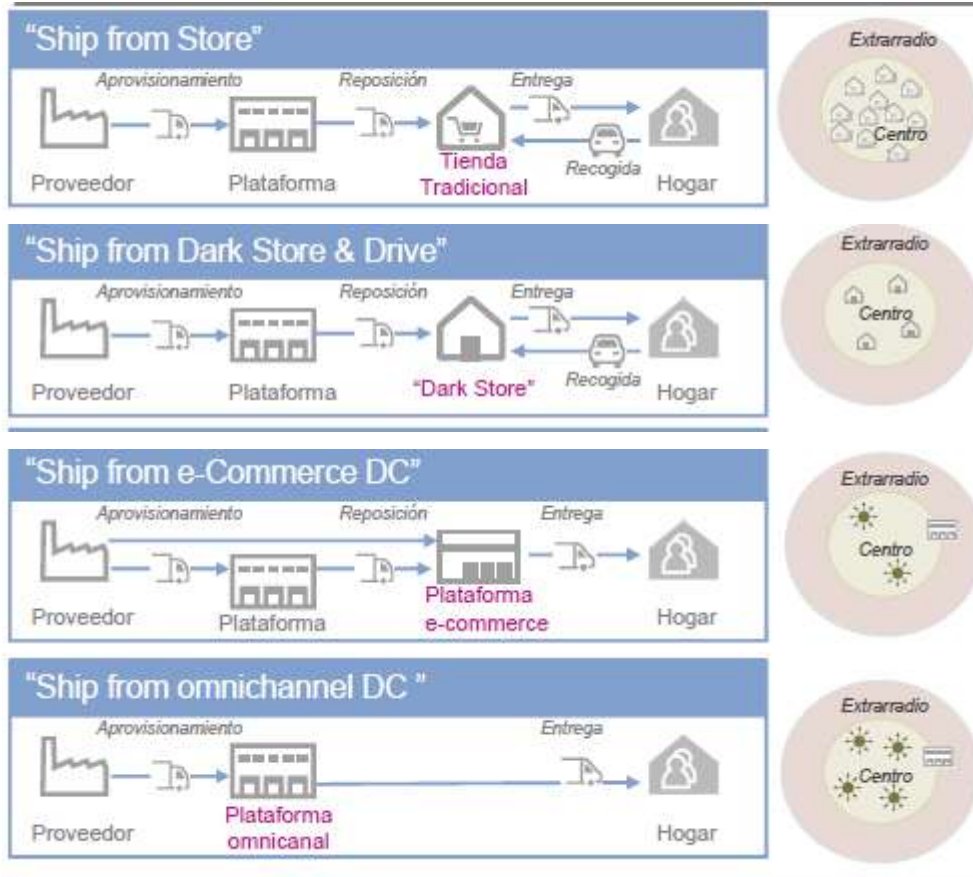 “Ship from Store”
Aprovisionamiento Reposición Entrega
Proveedor Plataforma Tienda Tradicional Recogida Hogar
Extrarradio
Centro
“Ship from Dark Store & Drive”
Aprovisionamiento Reposición Entrega
Proveedor Plataforma “Dark Store” Recogida Hogar
Extrarradio
Centro
“Ship from e-Commerce DC”
Aprovisionamiento Reposición Entrega
Proveedor Plataforma Plataforma e-commerce Hogar
Extrarradio
Centro
“Ship from omnichannel DC ”
Aprovisionamiento Entrega
Proveedor Plataforma omnicanal Hogar
Extrarradio
Centro